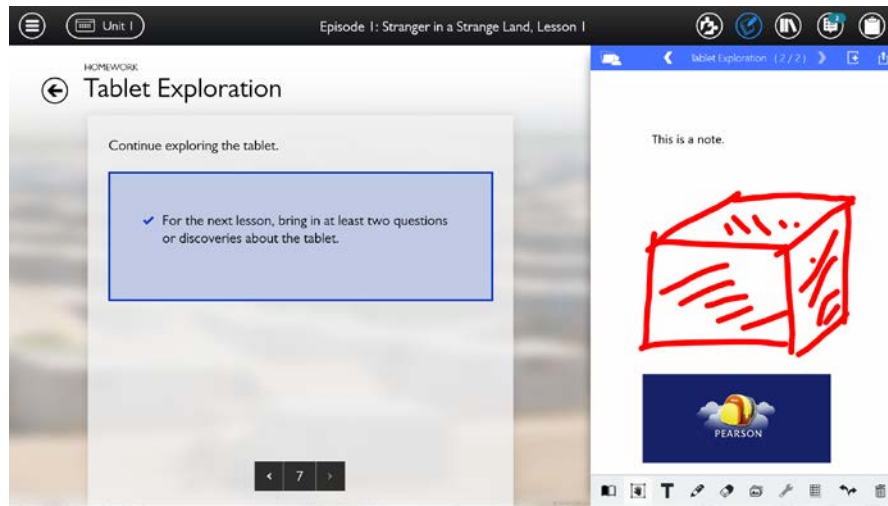 Unit 1
Episode 1: Stranger in a Strange Land, Lesson 1
HOMEWORK
Tablet Exploration
Continue exploring the tablet.
For the next lesson, bring in at least two questions
or discoveries about the tablet.
7
Tablet Exploration (2/2)
This is a note.
PEARSON
T